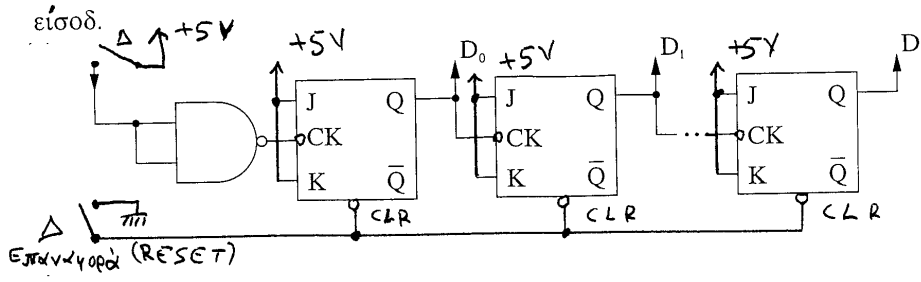 είσοδ.
Δ +5V
+5V
D₀
+5V
D₁
+5V
D
J Q
CK
K Q̅
CLR
J Q
CK
K Q̅
CLR
...
J Q
CK
K Q̅
CLR
Δ
Επαναφορά (RESET)